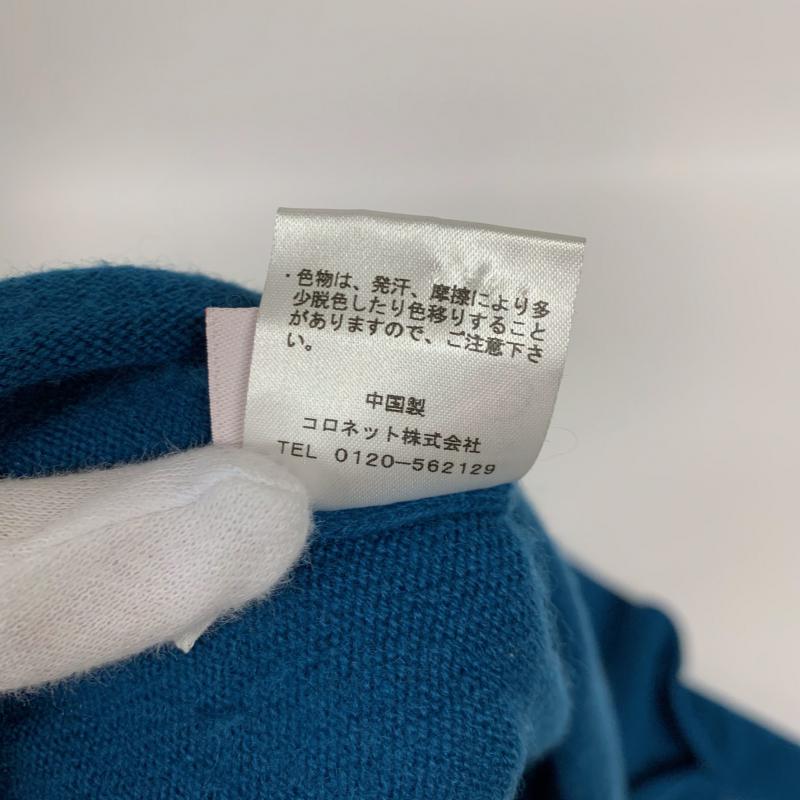 ・色物は、発汗、摩擦により多
少脱色したり色移りすること
がありますので、ご注意下さ
い。
中国製
コロネット株式会社
TEL 0120-562129